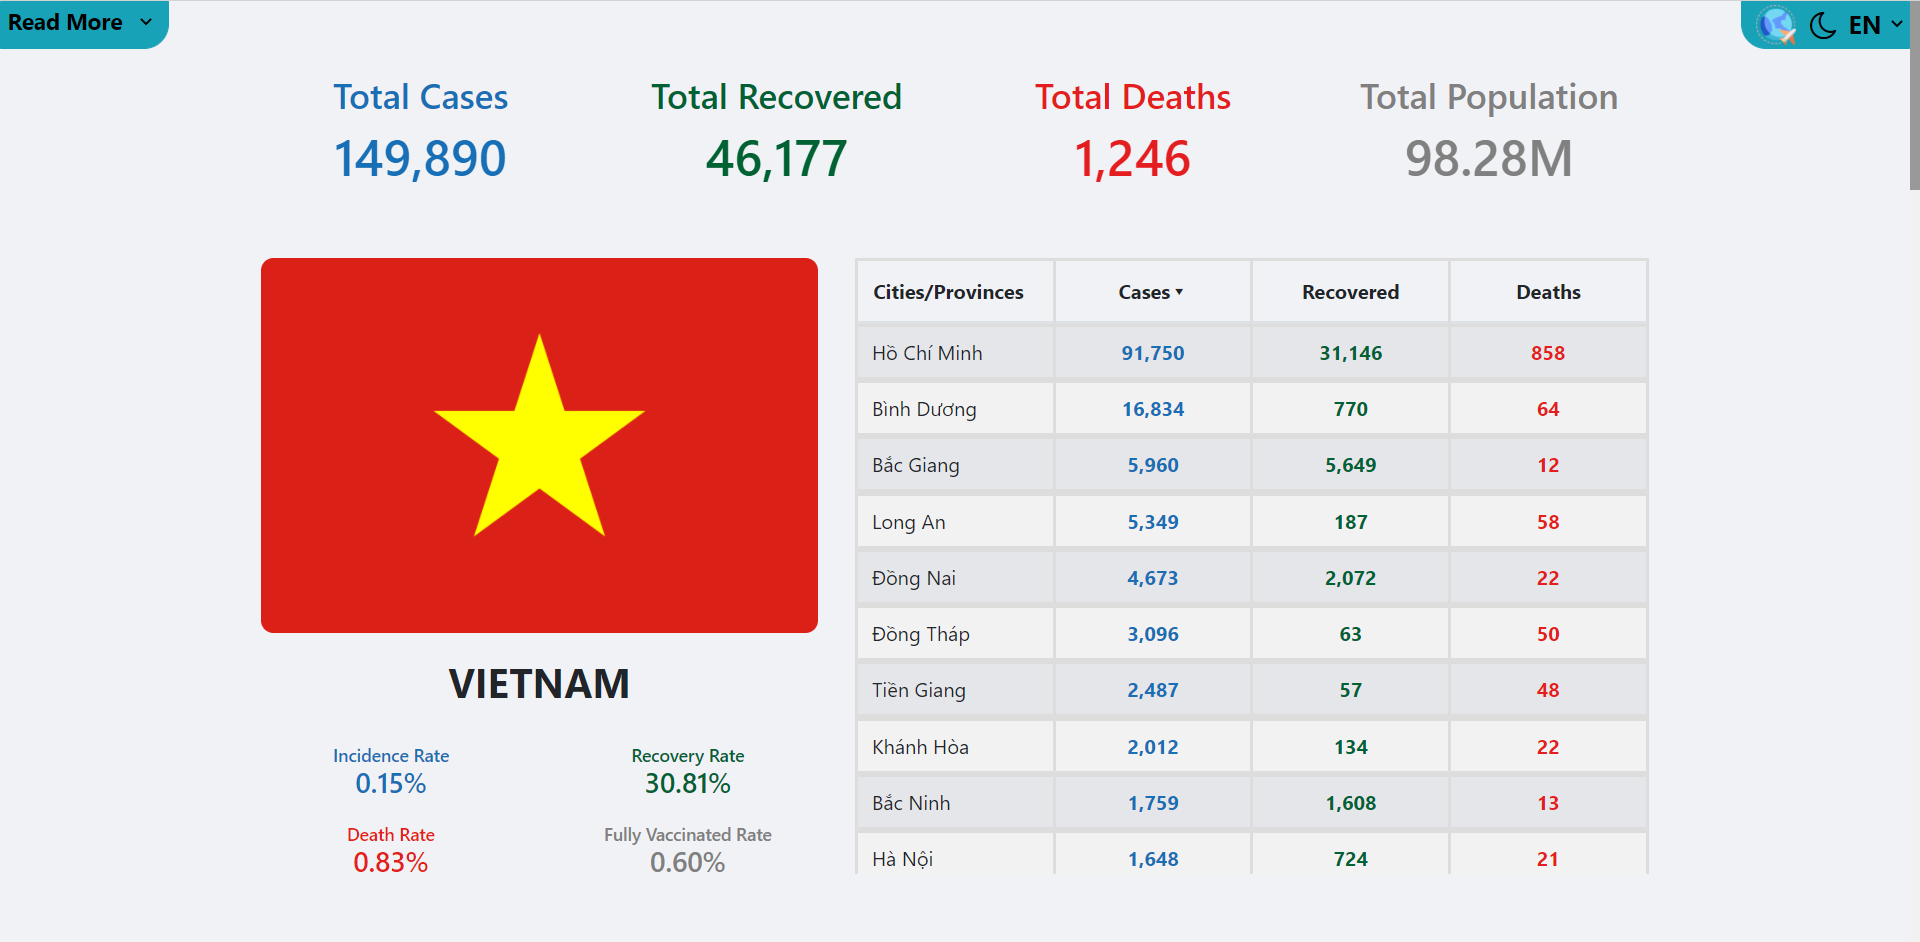 Read More
EN
Total Cases Total Recovered Total Deaths Total Population
149,890 46,177 1,246 98.28M
VIETNAM
Incidence Rate Recovery Rate
0.15% 30.81%
Death Rate Fully Vaccinated Rate
0.83% 0.60%
Cities/Provinces Cases ▾ Recovered Deaths
Hồ Chí Minh 91,750 31,146 858
Bình Dương 16,834 770 64
Bắc Giang 5,960 5,649 12
Long An 5,349 187 58
Đồng Nai 4,673 2,072 22
Đồng Tháp 3,096 63 50
Tiền Giang 2,487 57 48
Khánh Hòa 2,012 134 22
Bắc Ninh 1,759 1,608 13
Hà Nội 1,648 724 21